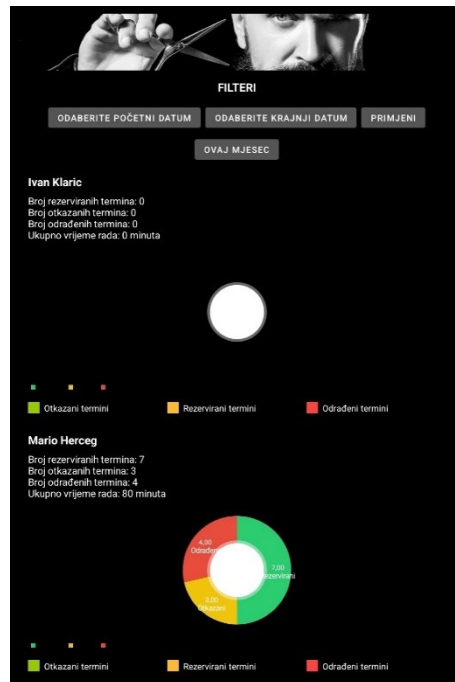 FILTERI
ODABERITE POČETNI DATUM ODABERITE KRAJNJI DATUM PRIMJENI
OVAJ MJESEC
Ivan Klaric
Broj rezerviranih termina: 0
Broj otkazanih termina: 0
Broj odrađenih termina: 0
Ukupno vrijeme rada: 0 minuta
Otkazani termini Rezervirani termini Odrađeni termini
Mario Herceg
Broj rezerviranih termina: 7
Broj otkazanih termina: 3
Broj odrađenih termina: 4
Ukupno vrijeme rada: 80 minuta
4,00
Odrađeni
7,00
Rezervirani
3,00
Otkazani
Otkazani termini Rezervirani termini Odrađeni termini